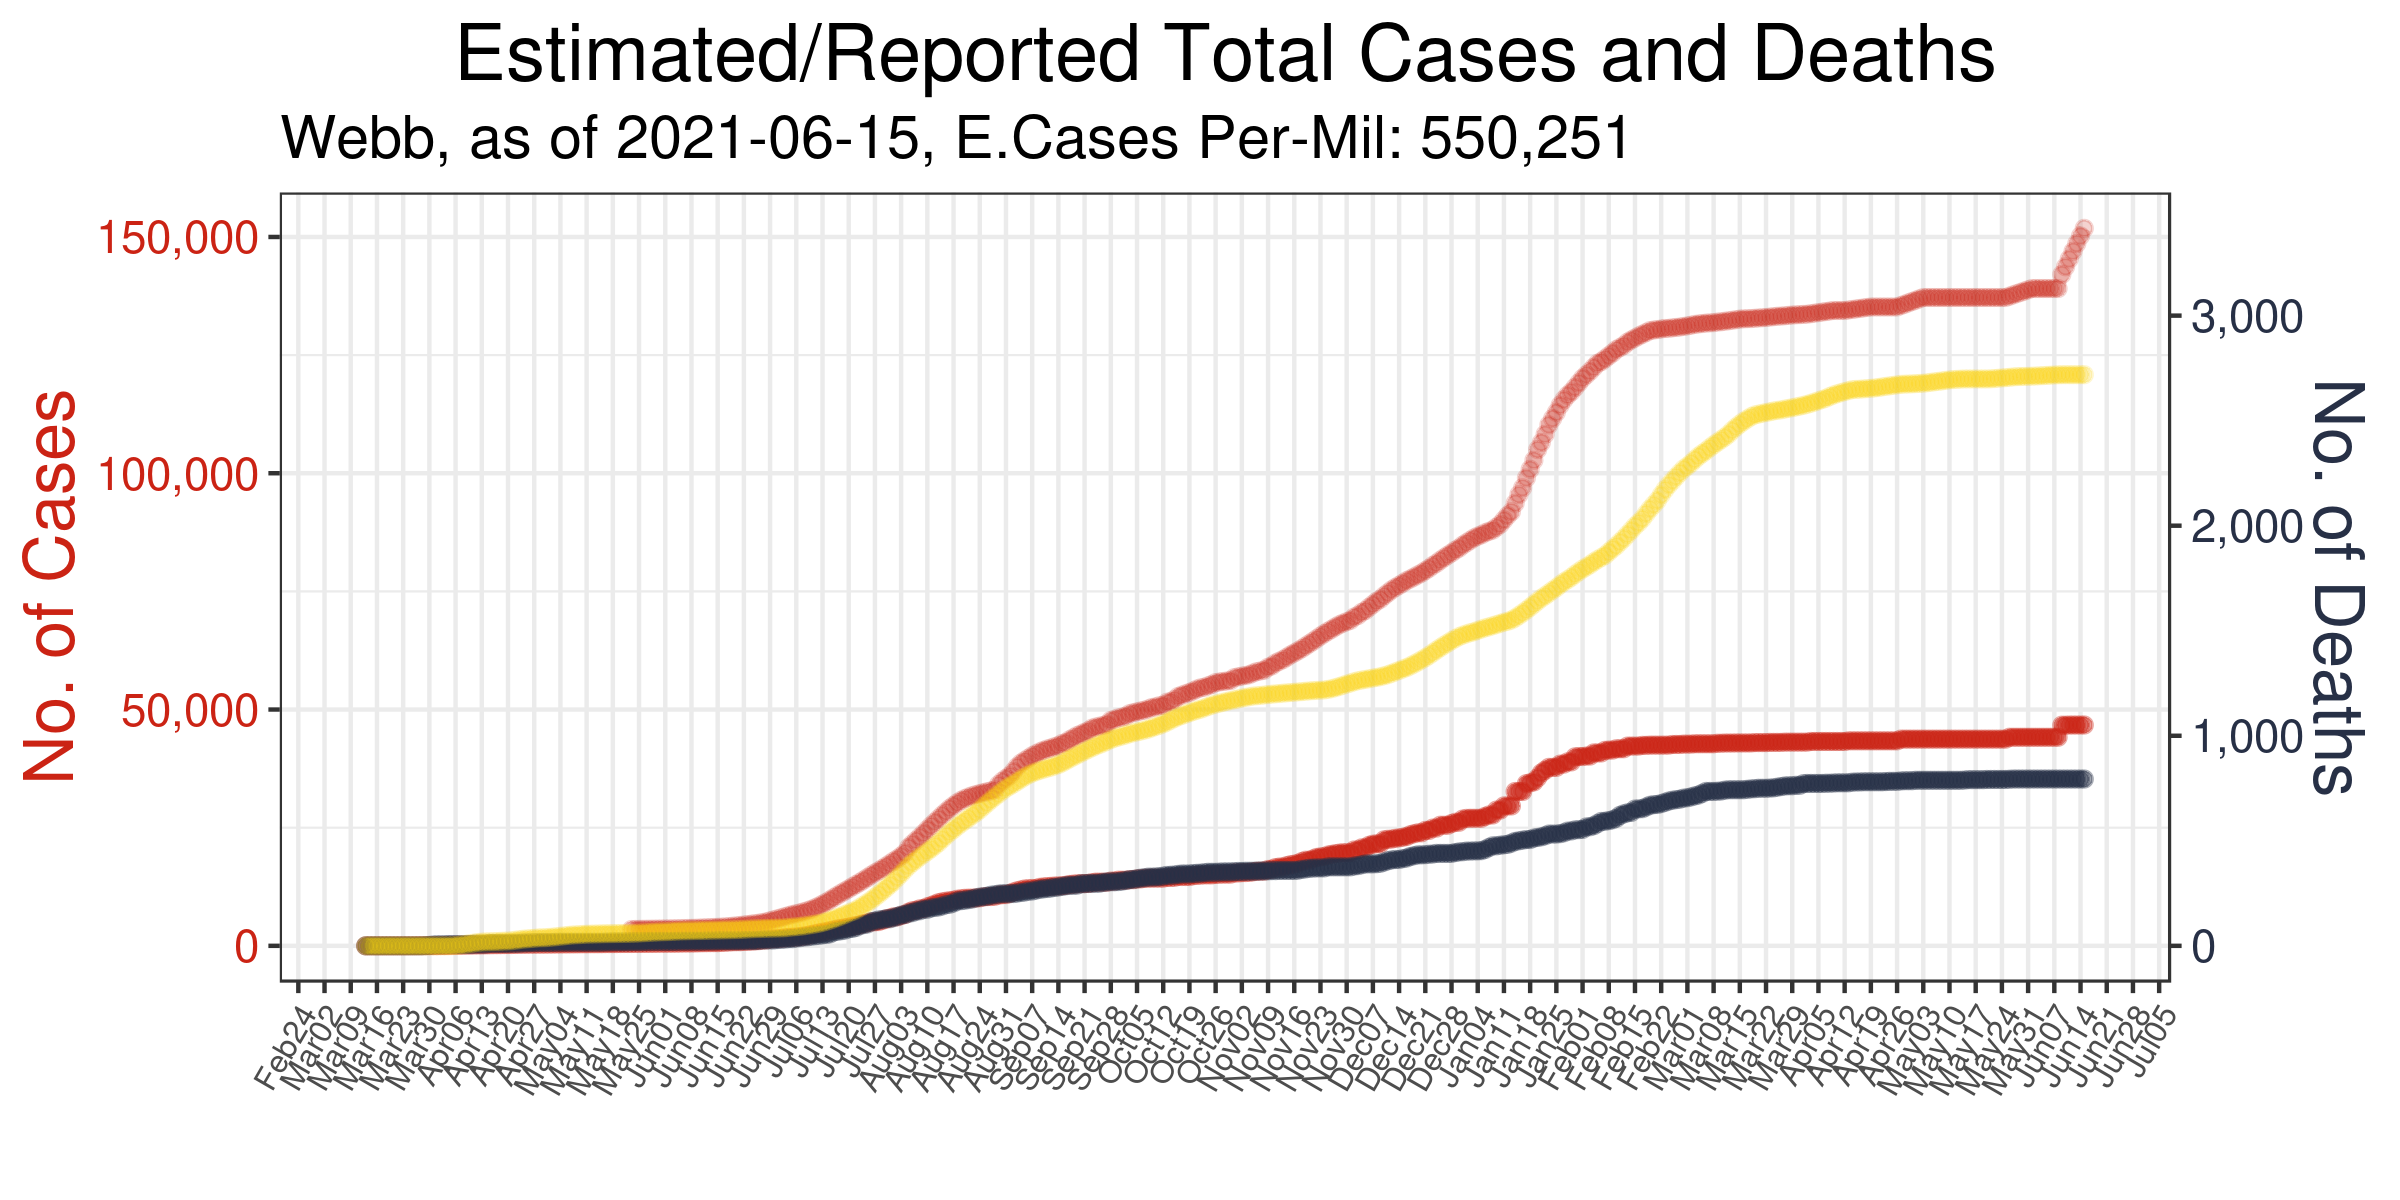 Estimated/Reported Total Cases and Deaths
Webb, as of 2021-06-15, E.Cases Per-Mil: 550,251
No. of Cases
150,000
100,000
50,000
0
3,000
2,000
1,000
0
No. of Deaths
Feb24 Mar02 Mar09 Mar16 Mar23 Mar30 Apr06 Apr13 Apr20 Apr27 May04 May11 May18 May25 Jun01 Jun08 Jun15 Jun22 Jun29 Jul06 Jul13 Jul20 Jul27 Aug03 Aug10 Aug17 Aug24 Aug31 Sep07 Sep14 Sep21 Sep28 Oct05 Oct12 Oct19 Oct26 Nov02 Nov09 Nov16 Nov23 Nov30 Dec07 Dec14 Dec21 Dec28 Jan04 Jan11 Jan18 Jan25 Feb01 Feb08 Feb15 Feb22 Mar01 Mar08 Mar15 Mar22 Mar29 Apr05 Apr12 Apr19 Apr26 May03 May10 May17 May24 May31 Jun07 Jun14 Jun21 Jun28 Jul05